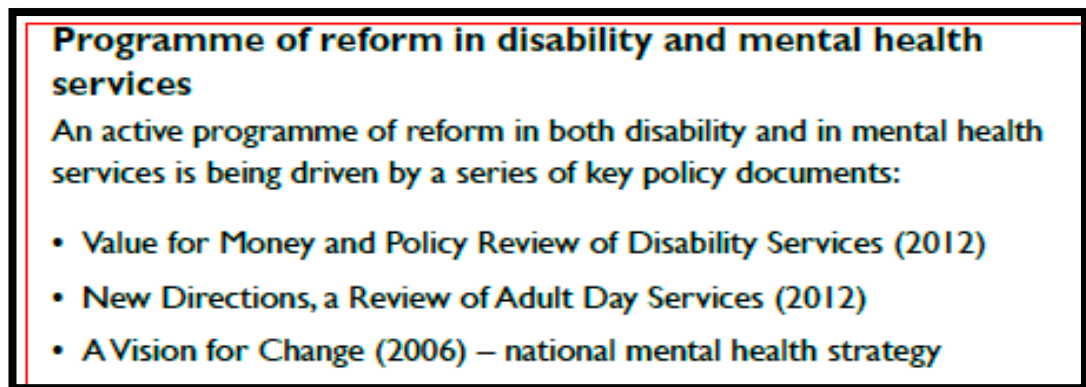 Programme of reform in disability and mental health
services
An active programme of reform in both disability and in mental health
services is being driven by a series of key policy documents:
• Value for Money and Policy Review of Disability Services (2012)
• New Directions, a Review of Adult Day Services (2012)
• A Vision for Change (2006) – national mental health strategy